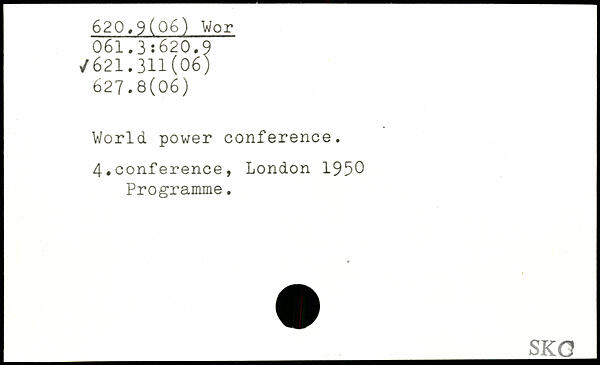 620.9(06) Wor
061.3:620.9
✓621.311(06)
627.8(06)
World power conference.
4.conference, London 1950
Programme.
SKO